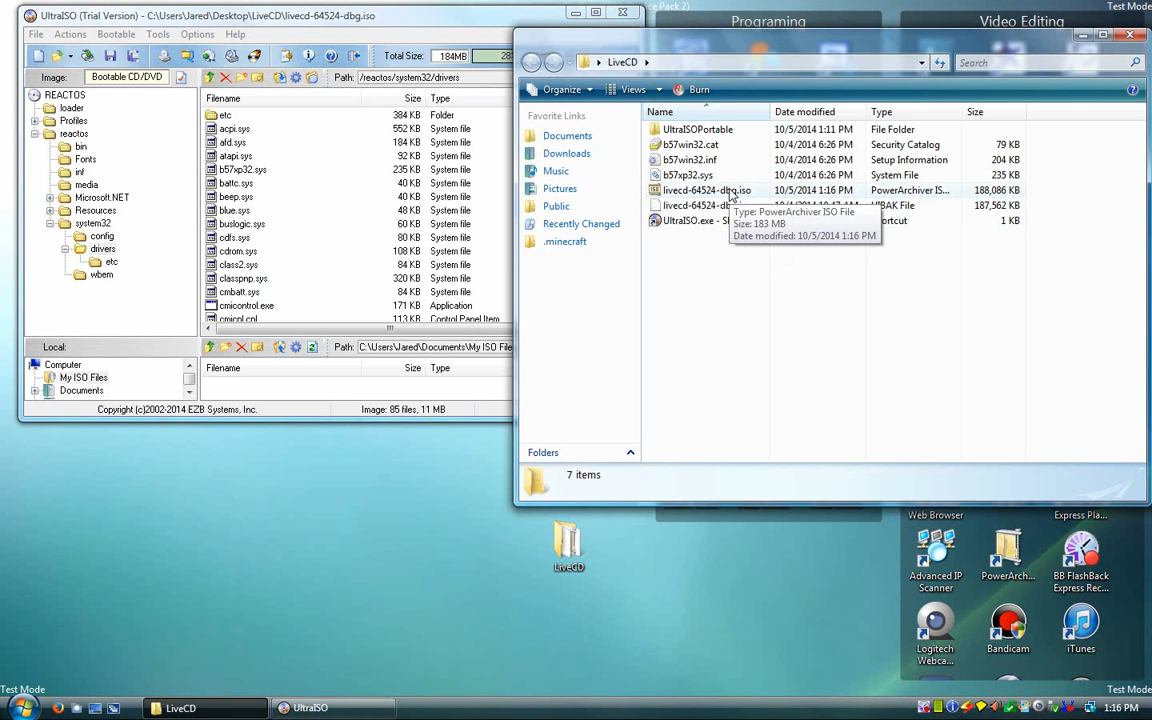 UltraISO (Trial Version) - C:\Users\Jared\Desktop\LiveCD\livecd-64524-dbg.iso
File Actions Bootable Tools Options Help
Total Size: 184MB
Image: Bootable CD/DVD Path: /reactos/system32/drivers
REACTOS
loader
Profiles
reactos
bin
Fonts
inf
media
Microsoft.NET
Resources
system32
config
drivers
etc
wbem
Filename Size Type
etc 384 KB Folder
acpi.sys 552 KB System file
afd.sys 184 KB System file
atapi.sys 92 KB System file
b57xp32.sys 235 KB System file
battc.sys 40 KB System file
beep.sys 40 KB System file
blue.sys 48 KB System file
buslogic.sys 60 KB System file
cdfs.sys 60 KB System file
cdrom.sys 108 KB System file
class2.sys 84 KB System file
classpnp.sys 320 KB System file
cmbatt.sys 84 KB System file
cmicontrol.exe 171 KB Application
cmicpl.cpl 113 KB Control Panel Item
Local: Path: C:\Users\Jared\Documents\My ISO File
Computer
My ISO Files
Documents
Filename Size Type
Copyright (c)2002-2014 EZB Systems, Inc. Image: 85 files, 11 MB
ce Pack 2)
Test Mode
Programing
Video Editing
LiveCD
Search
Organize Views Burn
Favorite Links
Documents
Downloads
Music
Pictures
Public
Recently Changed
.minecraft
Folders
Name Date modified Type Size
UltraISOPortable 10/5/2014 1:11 PM File Folder
b57win32.cat 10/4/2014 6:26 PM Security Catalog 79 KB
b57win32.inf 10/4/2014 6:26 PM Setup Information 204 KB
b57xp32.sys 10/4/2014 6:26 PM System File 235 KB
livecd-64524-dbg.iso 10/5/2014 1:16 PM PowerArchiver IS... 188,086 KB
livecd-64524-db BAK File 187,562 KB
UltraISO.exe - S ortcut 1 KB
Type: PowerArchiver ISO File
Size: 183 MB
Date modified: 10/5/2014 1:16 PM
7 items
LiveCD
Web Browser
Express Pla...
Advanced IP Scanner
PowerArch...
BB FlashBack Express Rec...
Logitech Webca...
Bandicam
iTunes
Test Mode
Test Mode
LiveCD
UltraISO
1:16 PM